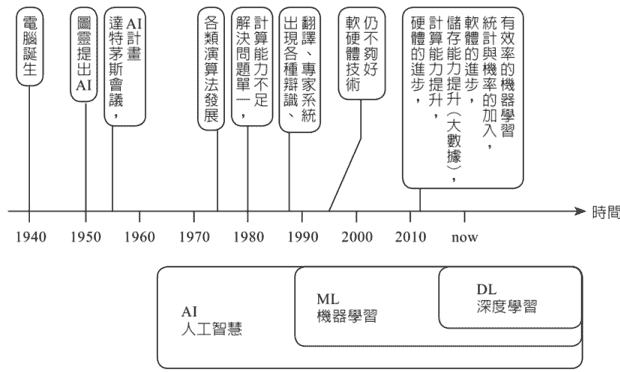 電腦誕生
圖靈提出AI
達特茅斯會議，
AI計畫
各類演算法發展
解決問題單一，
計算能力不足
出現各種辯識、
翻譯、專家系統
軟硬體技術
仍不夠好
硬體的進步，
計算能力提升，
儲存能力提升（大數據），
軟體的進步，
統計與機率的加入，
有效率的機器學習
時間
1940 1950 1960 1970 1980 1990 2000 2010 now
AI
人工智慧
ML
機器學習
DL
深度學習